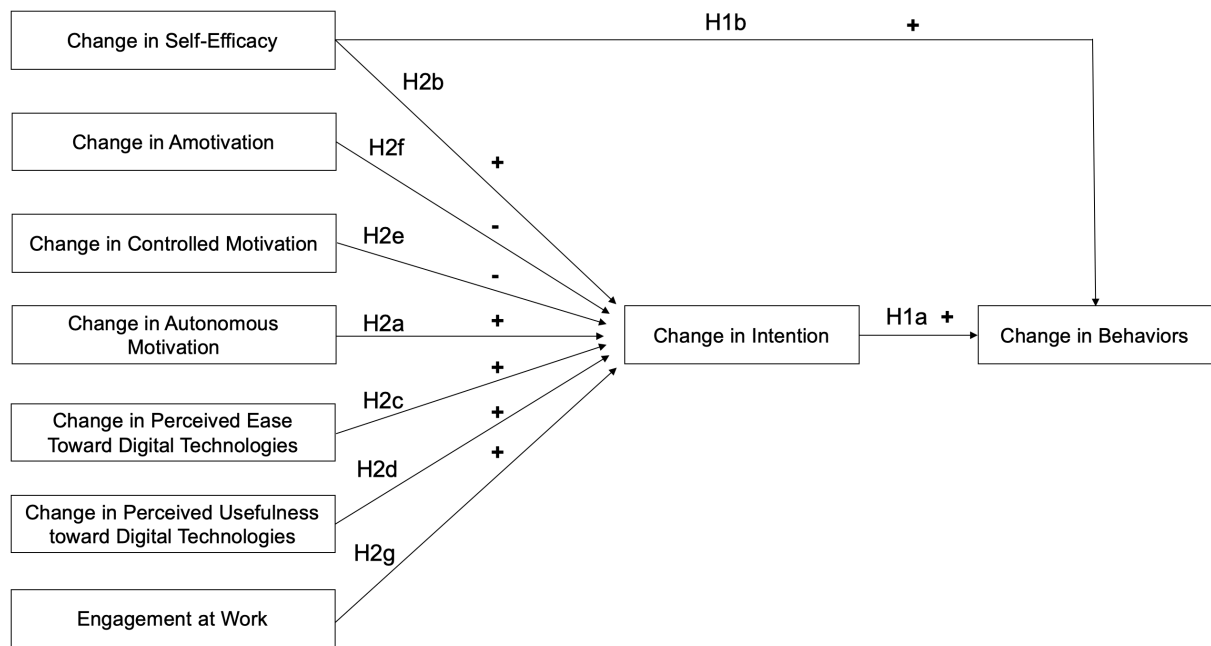 H1b +
Change in Self-Efficacy
H2b
Change in Amotivation
H2f
+
-
Change in Controlled Motivation
H2e
-
Change in Autonomous
Motivation
H2a
+
Change in Intention
H1a +
Change in Behaviors
+
Change in Perceived Ease
Toward Digital Technologies
H2c
+
H2d
+
Change in Perceived Usefulness
toward Digital Technologies
H2g
Engagement at Work